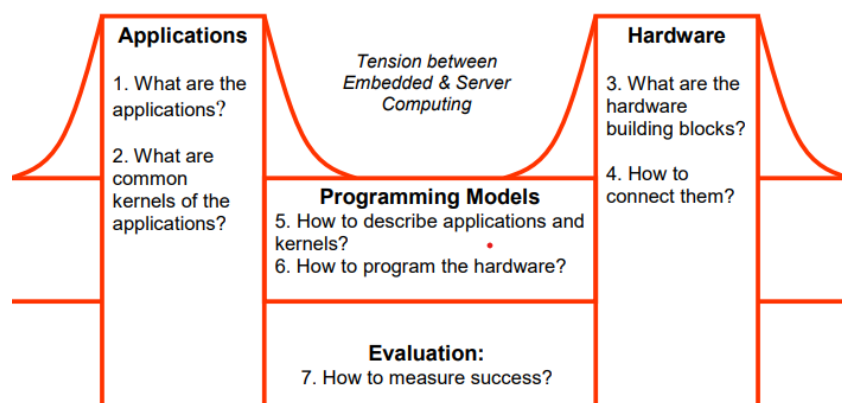 Applications
1. What are the
applications?
2. What are
common
kernels of the
applications?
Tension between
Embedded & Server
Computing
Hardware
3. What are the
hardware
building blocks?
4. How to
connect them?
Programming Models
5. How to describe applications and
kernels?
6. How to program the hardware?
Evaluation:
7. How to measure success?